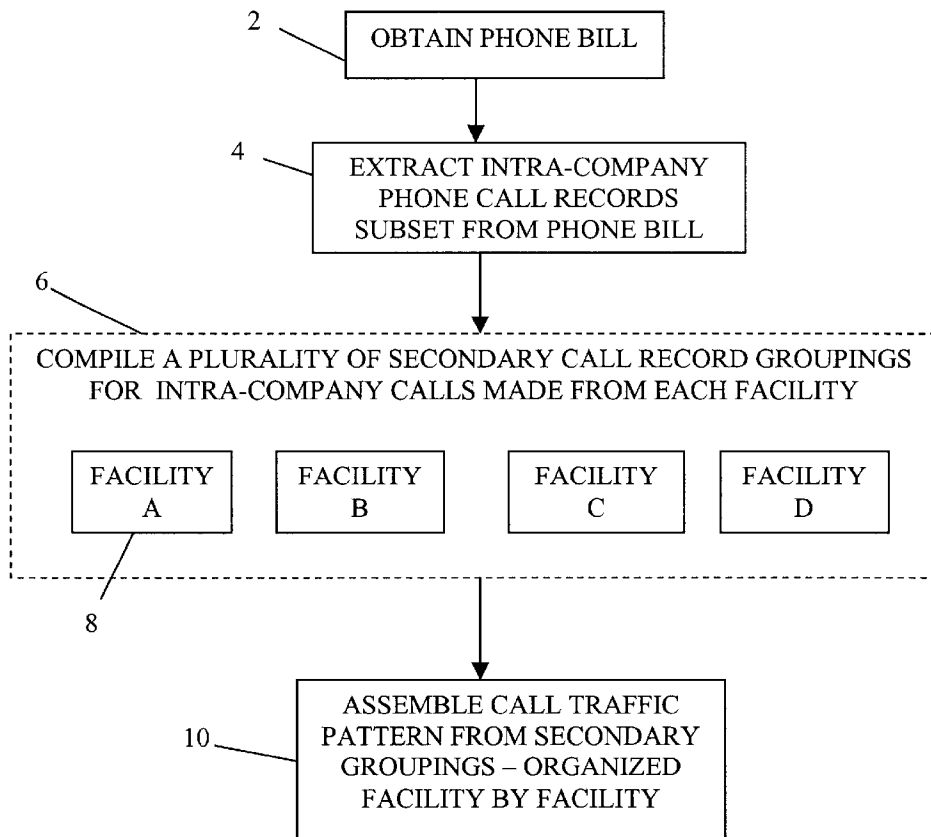 2
OBTAIN PHONE BILL
4
EXTRACT INTRA-COMPANY
PHONE CALL RECORDS
SUBSET FROM PHONE BILL
6
COMPILE A PLURALITY OF SECONDARY CALL RECORD GROUPINGS
FOR INTRA-COMPANY CALLS MADE FROM EACH FACILITY
FACILITY
A
FACILITY
B
FACILITY
C
FACILITY
D
8
10
ASSEMBLE CALL TRAFFIC
PATTERN FROM SECONDARY
GROUPINGS – ORGANIZED
FACILITY BY FACILITY